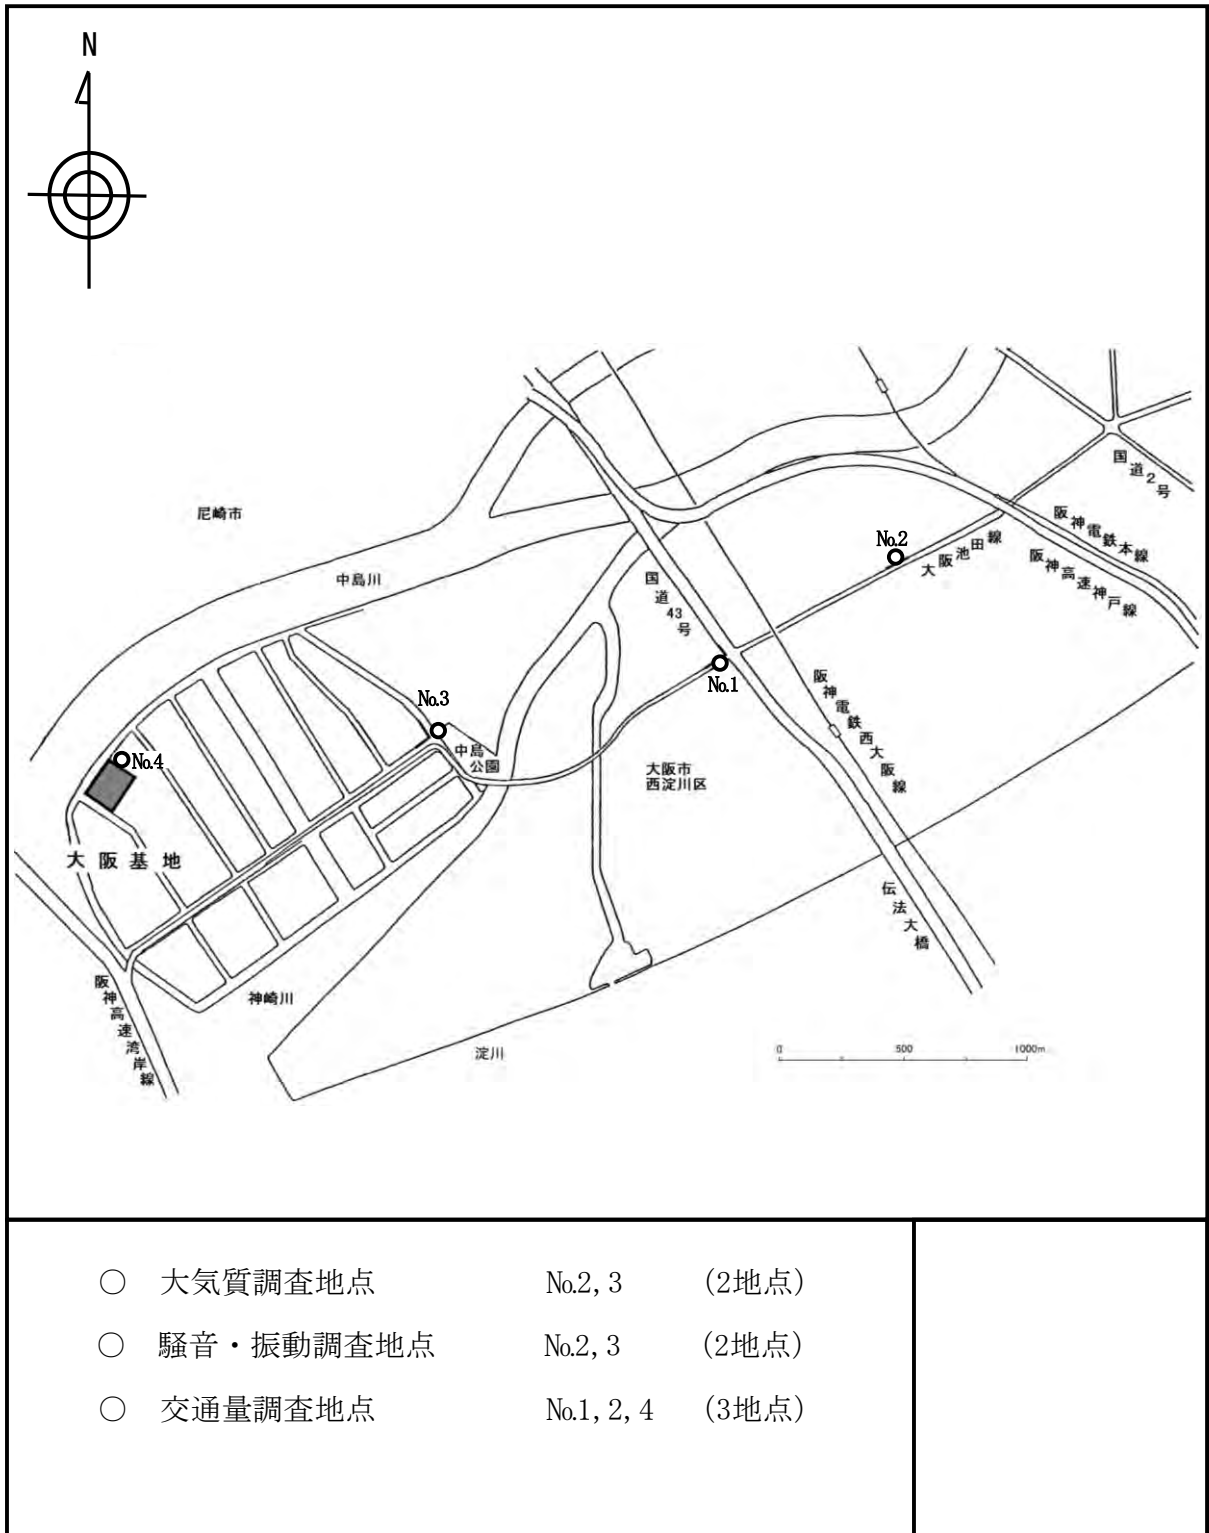 N
尼崎市
中島川
国道2号
阪神電鉄本線
阪神高速神戸線
No.2
大阪池田線
国道43号
No.1
阪神電鉄西大阪線
No.3
中島
公園
No.4
大阪市
西淀川区
大阪基地
伝法大橋
阪神高速湾岸線
神崎川
淀川
0 500 1000m
○ 大気質調査地点 No.2, 3 (2地点)
○ 騒音・振動調査地点 No.2, 3 (2地点)
○ 交通量調査地点 No.1, 2, 4 (3地点)